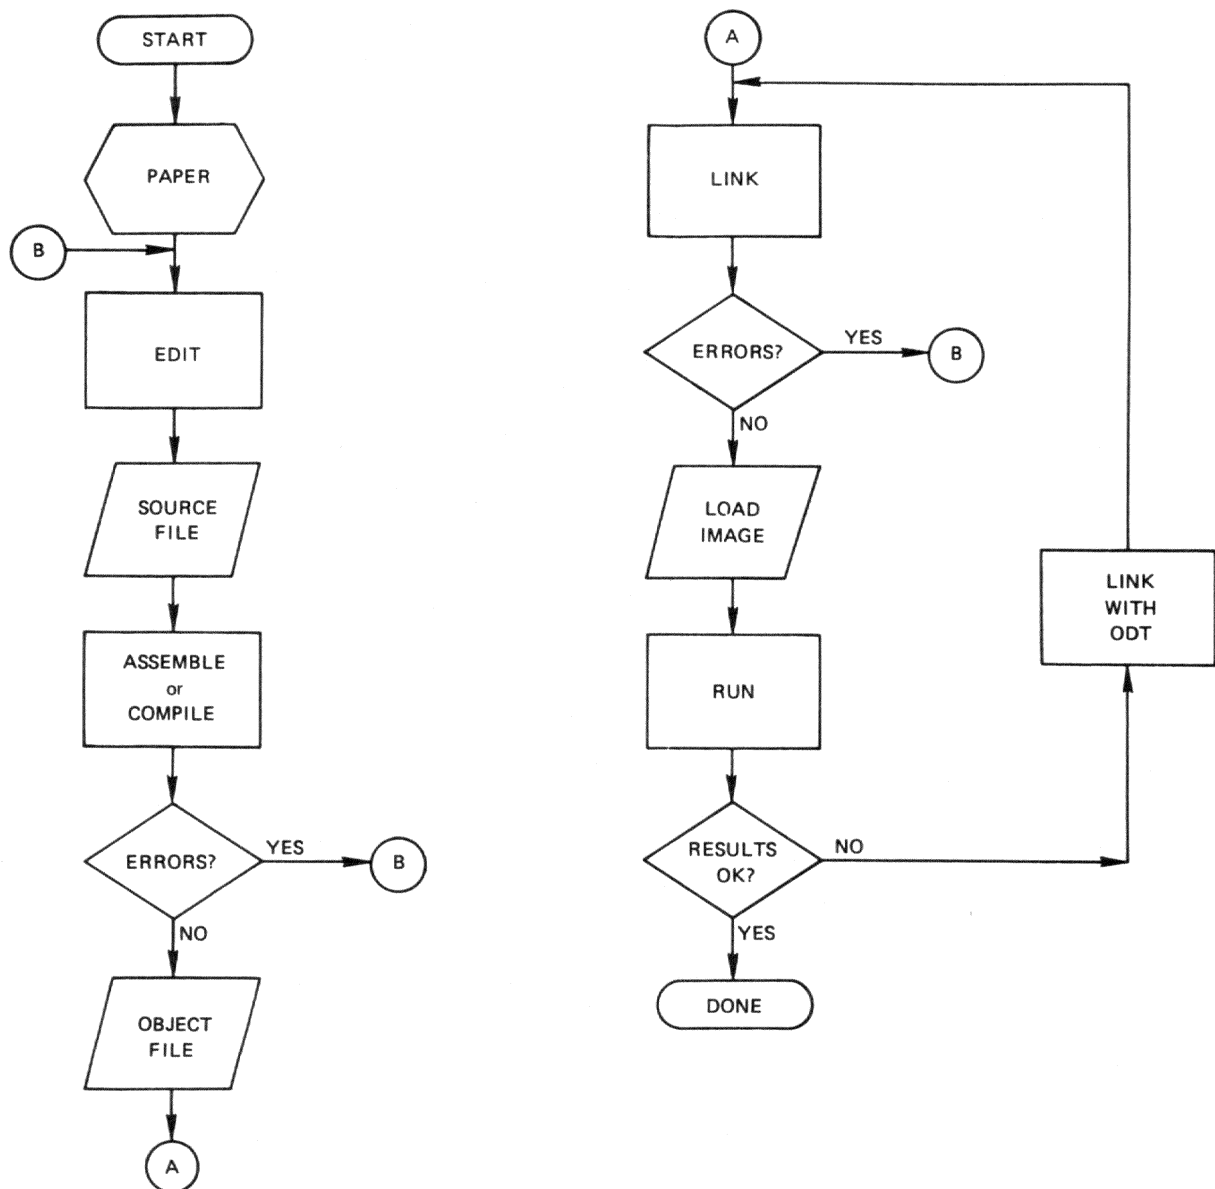 START
PAPER
B
EDIT
SOURCE
FILE
ASSEMBLE
or
COMPILE
ERRORS?
YES
B
NO
OBJECT
FILE
A
A
LINK
ERRORS?
YES
B
NO
LOAD
IMAGE
RUN
RESULTS
OK?
NO
YES
DONE
LINK
WITH
ODT